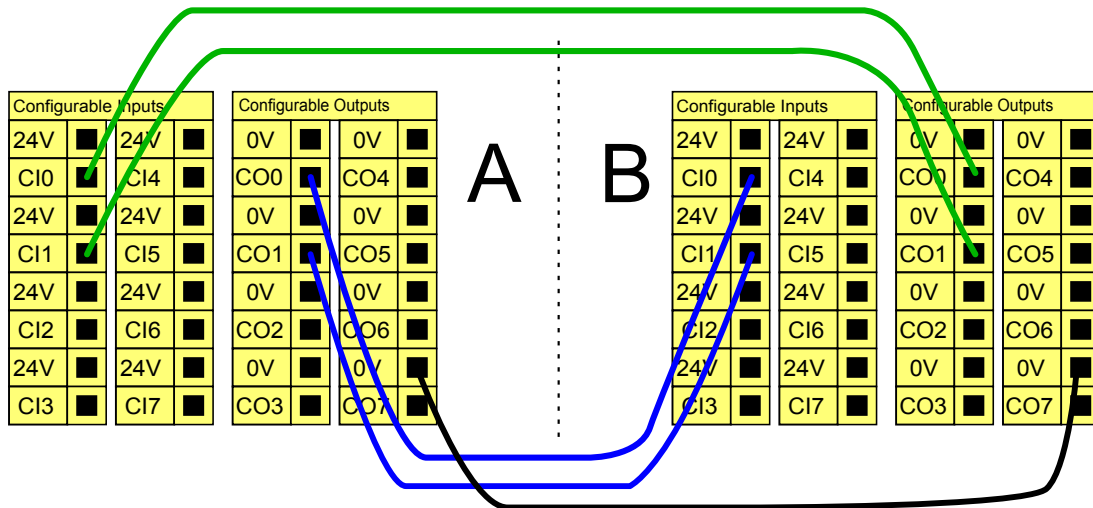 Configurable Inputs Configurable Outputs A B Configurable Inputs Configurable Outputs
24V 24V 0V 0V 24V 24V 0V 0V
CI0 CI4 CO0 CO4 CI0 CI4 CO0 CO4
24V 24V 0V 0V 24V 24V 0V 0V
CI1 CI5 CO1 CO5 CI1 CI5 CO1 CO5
24V 24V 0V 0V 24V 24V 0V 0V
CI2 CI6 CO2 CO6 CI2 CI6 CO2 CO6
24V 24V 0V 0V 24V 24V 0V 0V
CI3 CI7 CO3 CO7 CI3 CI7 CO3 CO7